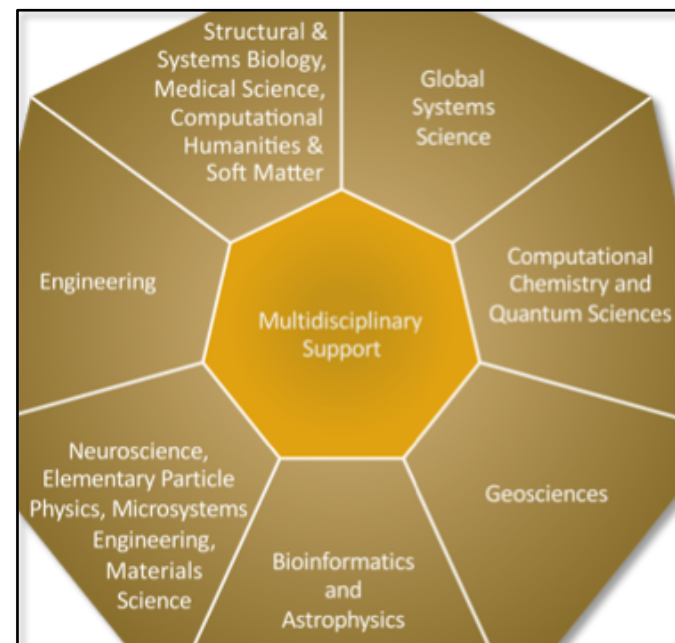 Structural &
Systems Biology,
Medical Science,
Computational
Humanities &
Soft Matter
Global
Systems
Science
Engineering
Multidisciplinary
Support
Computational
Chemistry and
Quantum Sciences
Neuroscience,
Elementary Particle
Physics, Microsystems
Engineering,
Materials
Science
Bioinformatics
and
Astrophysics
Geosciences